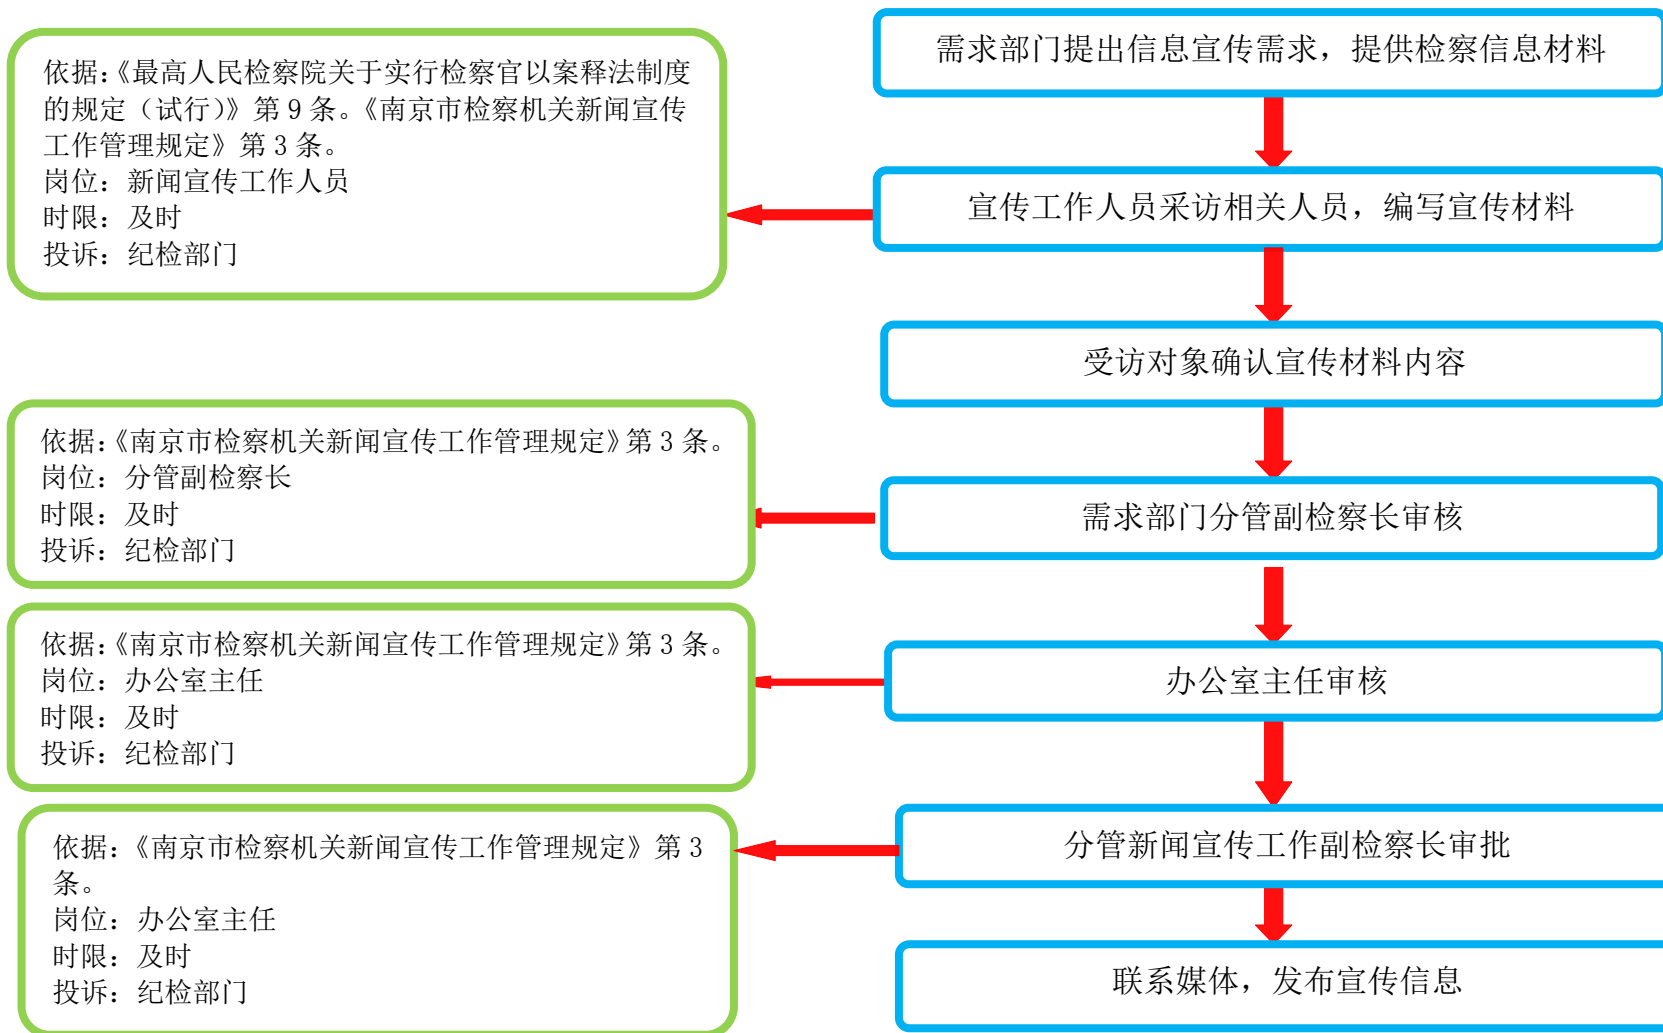 需求部门提出信息宣传需求，提供检察信息材料
依据：《最高人民检察院关于实行检察官以案释法制度
的规定（试行）》第 9 条。《南京市检察机关新闻宣传
工作管理规定》第 3 条。
岗位：新闻宣传工作人员
时限：及时
投诉：纪检部门
宣传工作人员采访相关人员，编写宣传材料
受访对象确认宣传材料内容
依据：《南京市检察机关新闻宣传工作管理规定》第 3 条。
岗位：分管副检察长
时限：及时
投诉：纪检部门
需求部门分管副检察长审核
依据：《南京市检察机关新闻宣传工作管理规定》第 3 条。
岗位：办公室主任
时限：及时
投诉：纪检部门
办公室主任审核
依据：《南京市检察机关新闻宣传工作管理规定》第 3
条。
岗位：办公室主任
时限：及时
投诉：纪检部门
分管新闻宣传工作副检察长审批
联系媒体，发布宣传信息